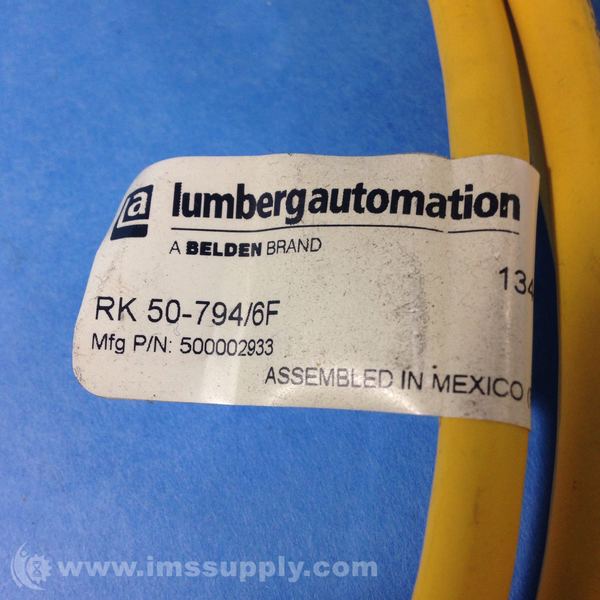 a lumbergautomation
A BELDEN BRAND
134
RK 50-794/6F
Mfg P/N: 500002933
ASSEMBLED IN MEXICO (
www.imssupply.com